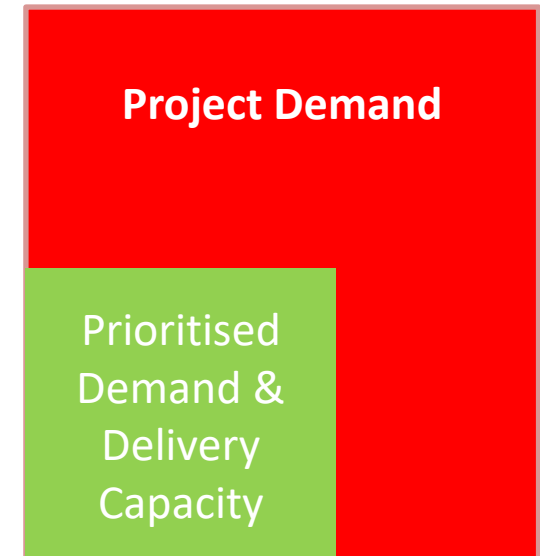 Project Demand
Prioritised
Demand &
Delivery
Capacity